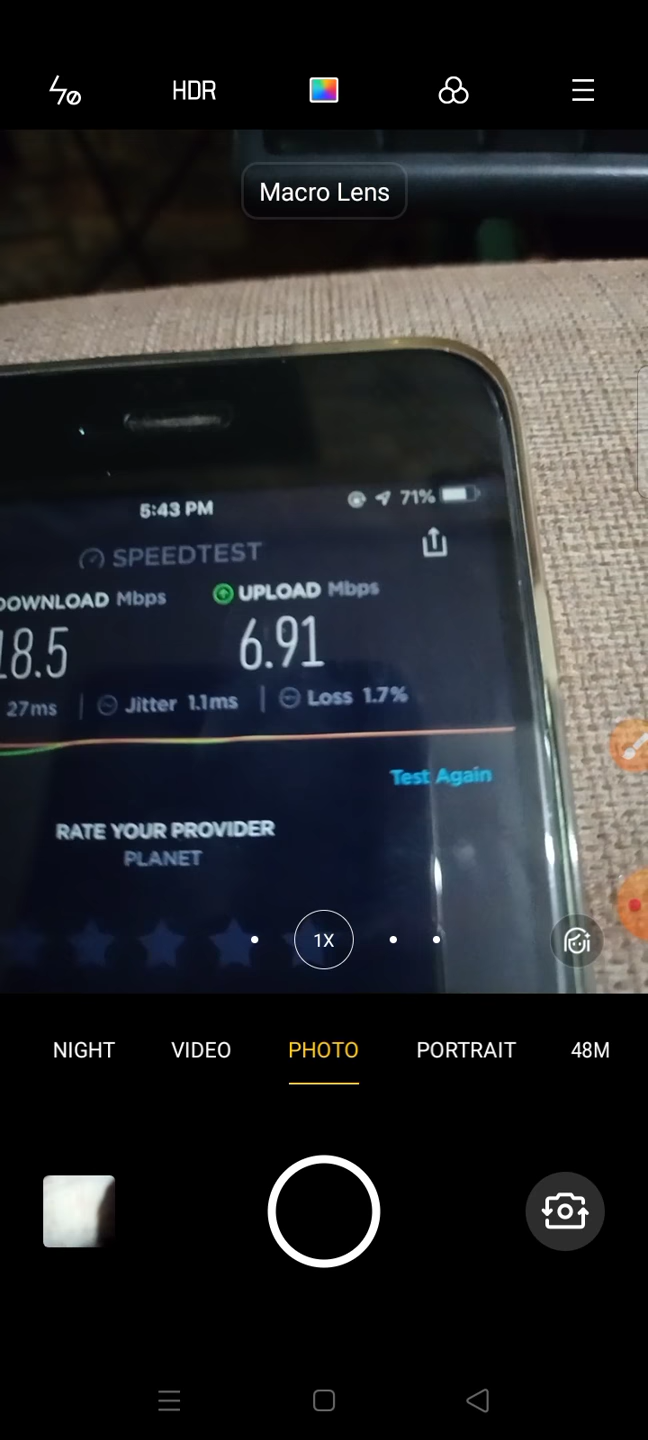 HDR
Macro Lens
5:43 PM 71%
SPEEDTEST
DOWNLOAD Mbps UPLOAD Mbps
18.5 6.91
27ms Jitter 1.1ms Loss 1.7%
Test Again
RATE YOUR PROVIDER
PLANET
1X
NIGHT VIDEO PHOTO PORTRAIT 48M